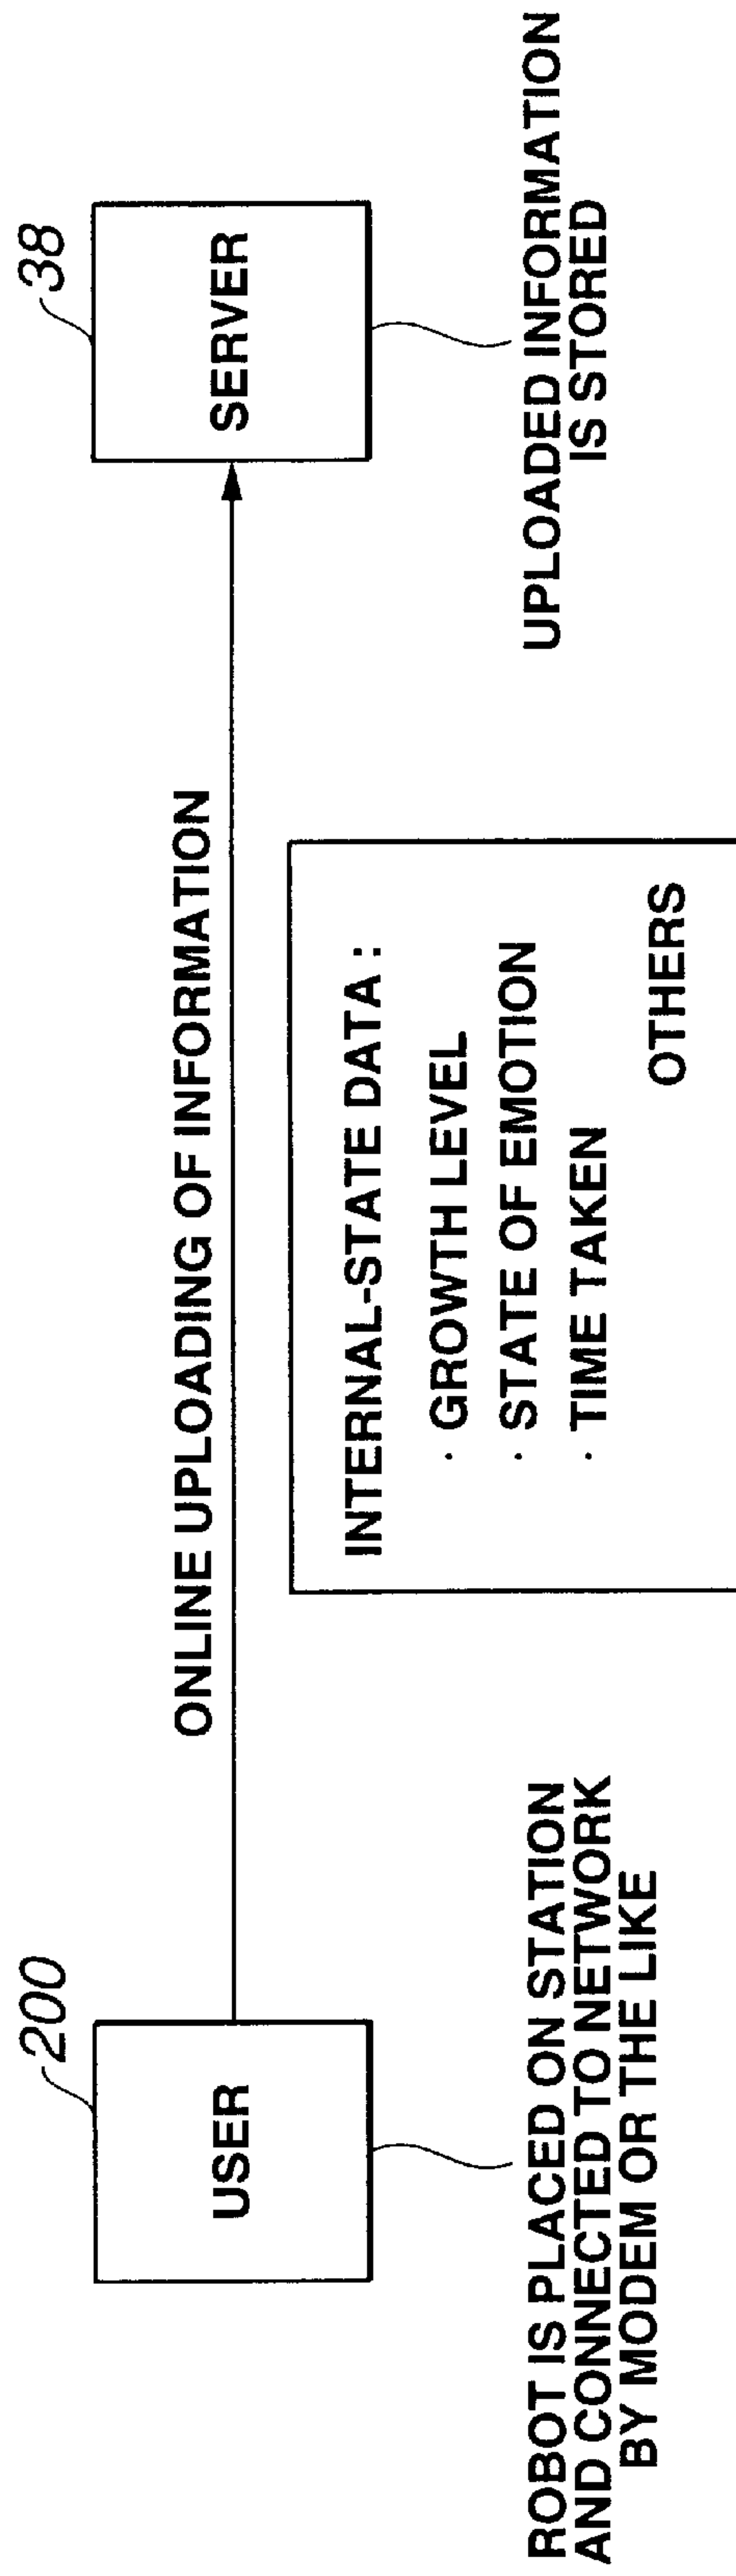 200
USER
ROBOT IS PLACED ON STATION
AND CONNECTED TO NETWORK
BY MODEM OR THE LIKE
ONLINE UPLOADING OF INFORMATION
INTERNAL-STATE DATA :
· GROWTH LEVEL
· STATE OF EMOTION
· TIME TAKEN
OTHERS
38
SERVER
UPLOADED INFORMATION
IS STORED